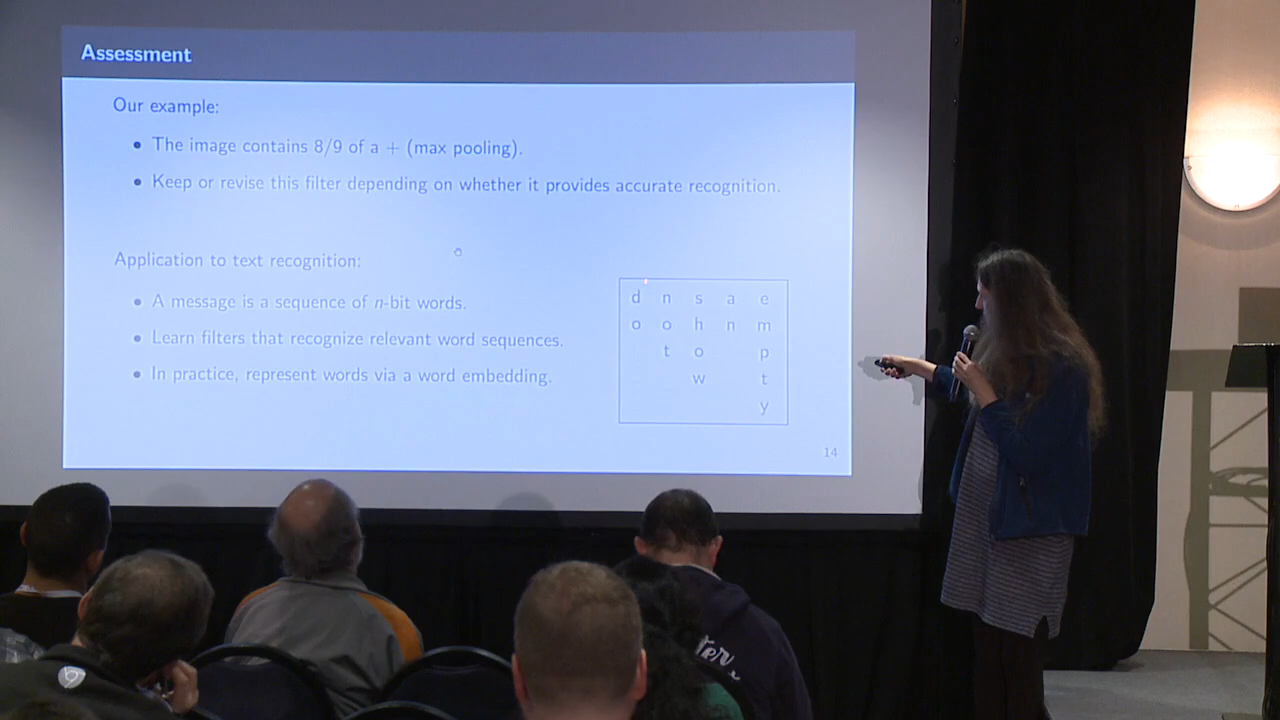 Assessment
Our example:
• The image contains 8/9 of a + (max pooling).
• Keep or revise this filter depending on whether it provides accurate recognition.
Application to text recognition:
• A message is a sequence of n-bit words.
• Learn filters that recognize relevant word sequences.
• In practice, represent words via a word embedding.
d n s a e
o o h n m
t o p
w t
y
14